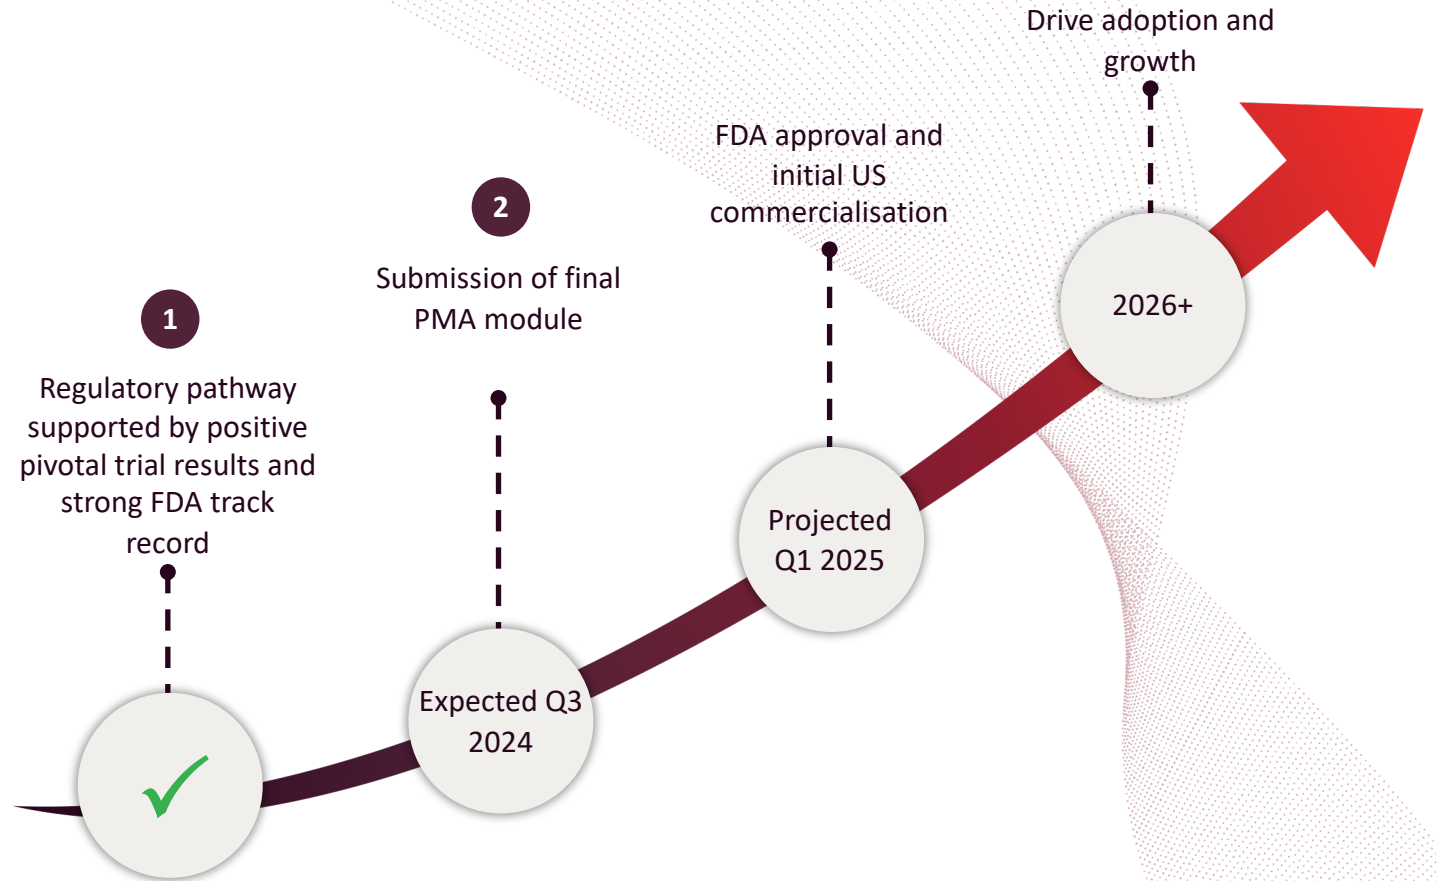 1
Regulatory pathway
supported by positive
pivotal trial results and
strong FDA track
record
2
Submission of final
PMA module
Expected Q3
2024
FDA approval and
initial US
commercialisation
Projected
Q1 2025
Drive adoption and
growth
2026+